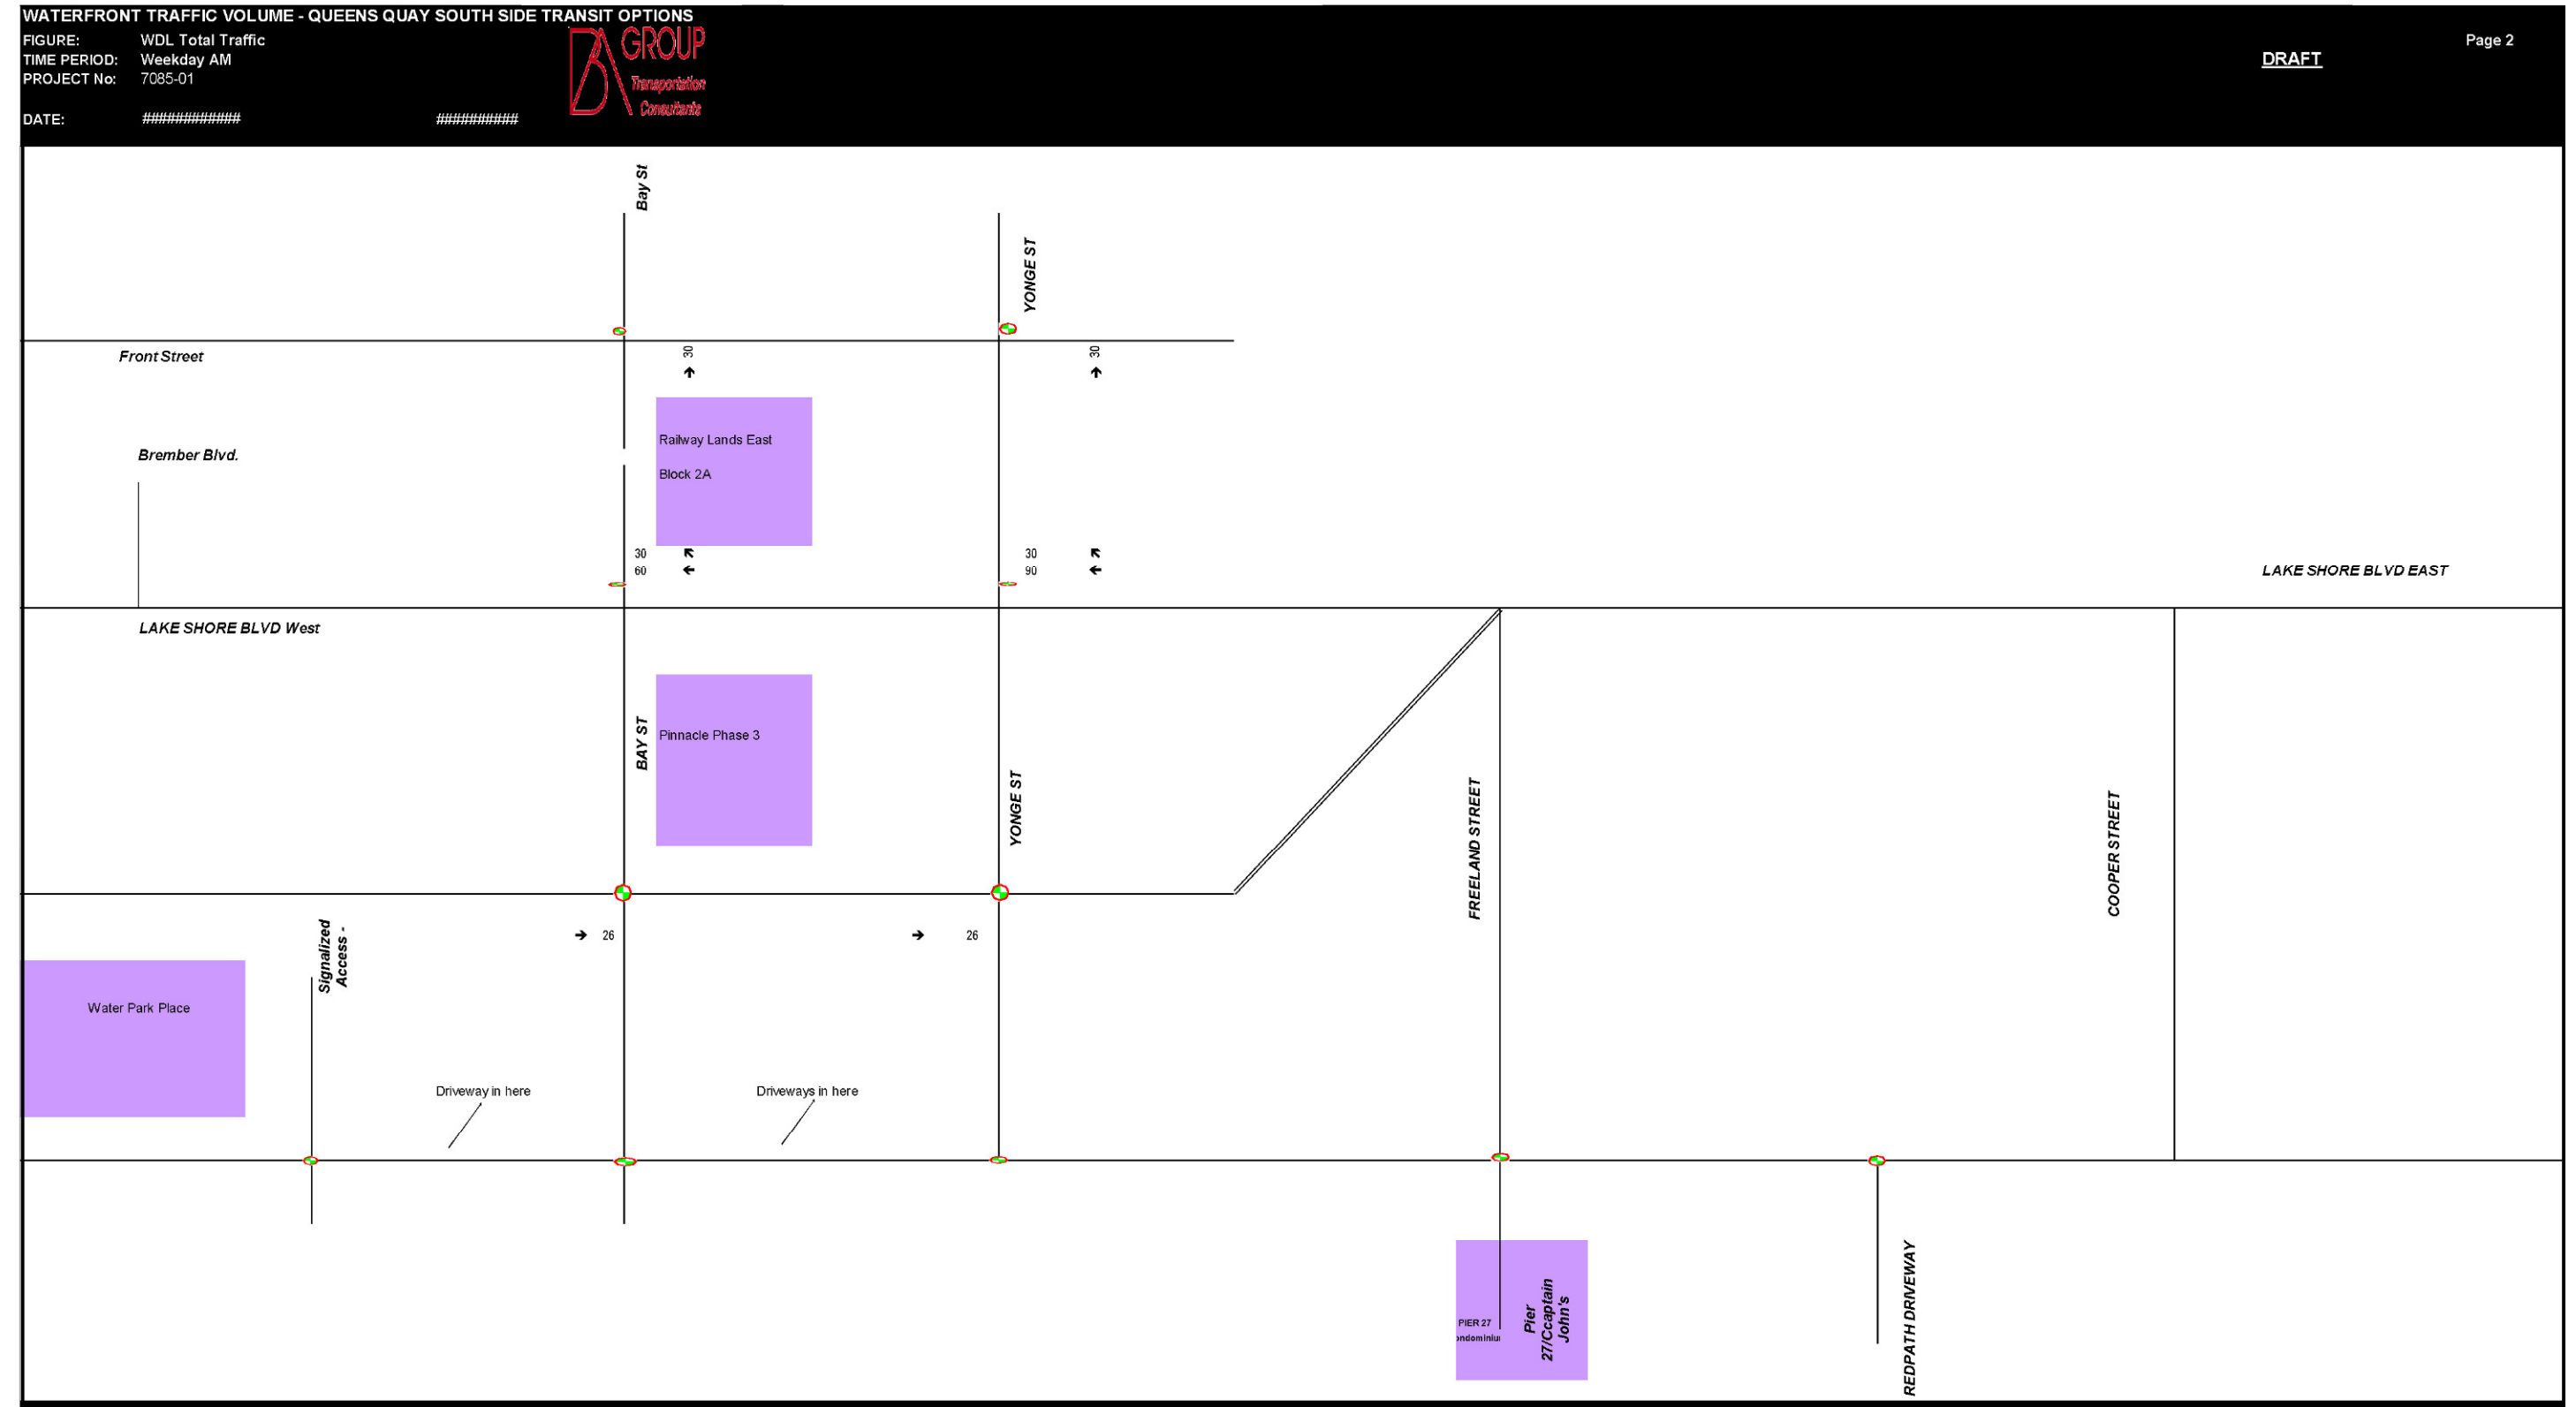 WATERFRONT TRAFFIC VOLUME - QUEENS QUAY SOUTH SIDE TRANSIT OPTIONS
FIGURE: WDL Total Traffic
TIME PERIOD: Weekday AM
PROJECT No: 7085-01
DATE: ############ ##########
BA GROUP
Transportation
Consultants
DRAFT
Page 2
Bay St
YONGE ST
Front Street
30
30
Brember Blvd.
Railway Lands East
Block 2A
30
60
30
90
LAKE SHORE BLVD EAST
LAKE SHORE BLVD West
BAY ST
Pinnacle Phase 3
YONGE ST
FREELAND STREET
COOPER STREET
Signalized
Access -
26
26
Water Park Place
Driveway in here
Driveways in here
PIER 27
ondominiu
Pier
27/Ccaptain
John's
REDPATH DRIVEWAY